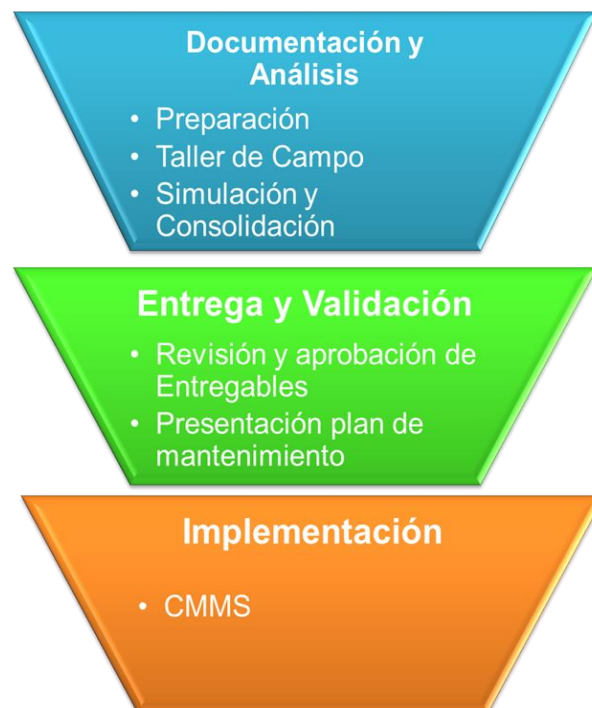 Documentación y
Análisis
• Preparación
• Taller de Campo
• Simulación y
Consolidación
Entrega y Validación
• Revisión y aprobación de
Entregables
• Presentación plan de
mantenimiento
Implementación
• CMMS